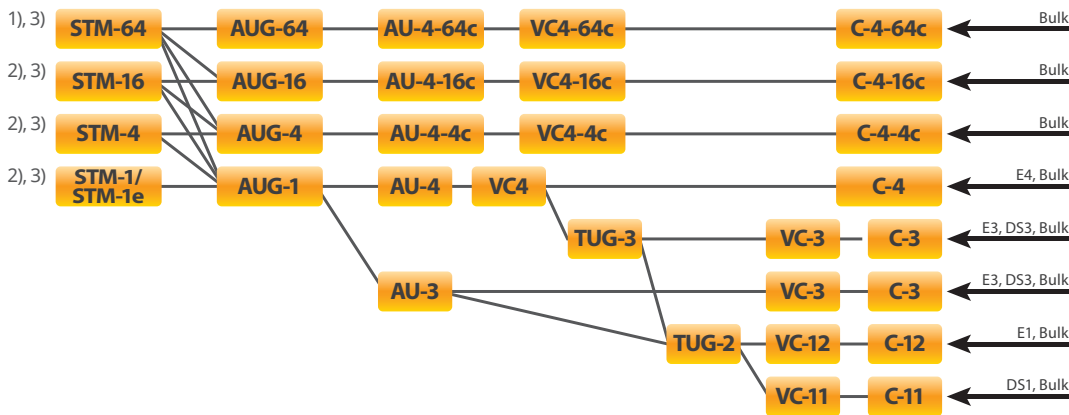 1), 3) STM-64 AUG-64 AU-4-64c VC4-64c C-4-64c Bulk
2), 3) STM-16 AUG-16 AU-4-16c VC4-16c C-4-16c Bulk
2), 3) STM-4 AUG-4 AU-4-4c VC4-4c C-4-4c Bulk
2), 3) STM-1/
STM-1e AUG-1 AU-4 VC4 C-4 E4, Bulk
TUG-3 VC-3 C-3 E3, DS3, Bulk
AU-3 VC-3 C-3 E3, DS3, Bulk
TUG-2 VC-12 C-12 E1, Bulk
VC-11 C-11 DS1, Bulk